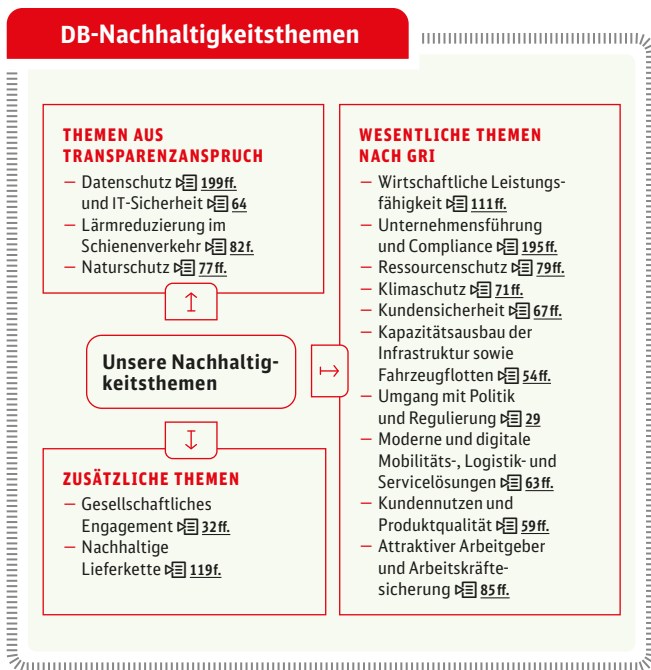 DB-Nachhaltigkeitsthemen
THEMEN AUS
TRANSPARENZANSPRUCH
— Datenschutz 199ff.
und IT-Sicherheit 64
— Lärmreduzierung im
Schienenverkehr 82f.
— Naturschutz 77ff.
Unsere Nachhaltig-
keitsthemen
ZUSÄTZLICHE THEMEN
— Gesellschaftliches
Engagement 32ff.
— Nachhaltige
Lieferkette 119f.
WESENTLICHE THEMEN
NACH GRI
— Wirtschaftliche Leistungs-
fähigkeit 111ff.
— Unternehmensführung
und Compliance 195ff.
— Ressourcenschutz 79ff.
— Klimaschutz 71ff.
— Kundensicherheit 67ff.
— Kapazitätsausbau der
Infrastruktur sowie
Fahrzeugflotten 54ff.
— Umgang mit Politik
und Regulierung 29
— Moderne und digitale
Mobilitäts-, Logistik- und
Servicelösungen 63ff.
— Kundennutzen und
Produktqualität 59ff.
— Attraktiver Arbeitgeber
und Arbeitskräfte-
sicherung 85ff.